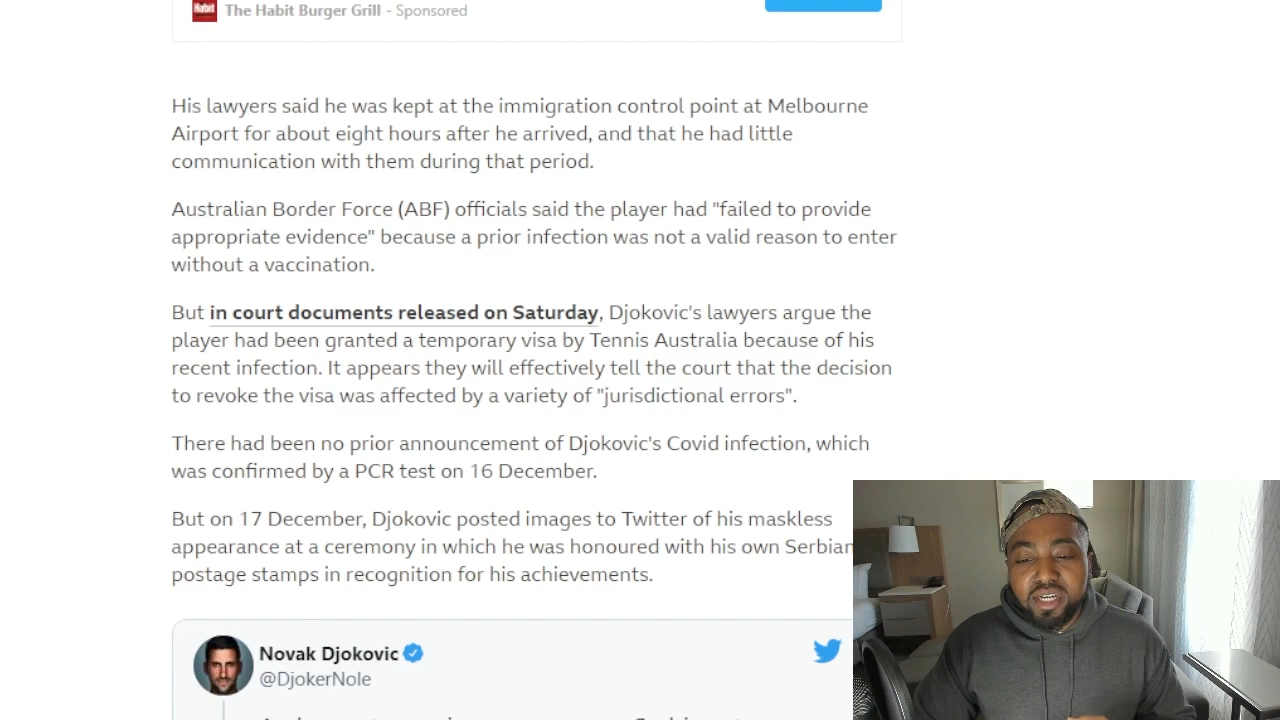 Habit
The Habit Burger Grill - Sponsored
His lawyers said he was kept at the immigration control point at Melbourne
Airport for about eight hours after he arrived, and that he had little
communication with them during that period.
Australian Border Force (ABF) officials said the player had "failed to provide
appropriate evidence" because a prior infection was not a valid reason to enter
without a vaccination.
But in court documents released on Saturday, Djokovic's lawyers argue the
player had been granted a temporary visa by Tennis Australia because of his
recent infection. It appears they will effectively tell the court that the decision
to revoke the visa was affected by a variety of "jurisdictional errors".
There had been no prior announcement of Djokovic's Covid infection, which
was confirmed by a PCR test on 16 December.
But on 17 December, Djokovic posted images to Twitter of his maskless
appearance at a ceremony in which he was honoured with his own Serbian
postage stamps in recognition for his achievements.
Novak Djokovic
@DjokerNole